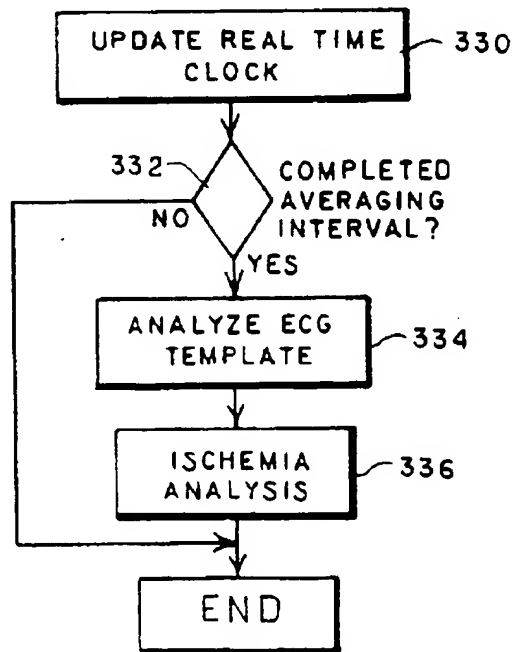 UPDATE REAL TIME
CLOCK
330
332
COMPLETED
AVERAGING
INTERVAL?
NO
YES
ANALYZE ECG
TEMPLATE
334
ISCHEMIA
ANALYSIS
336
END